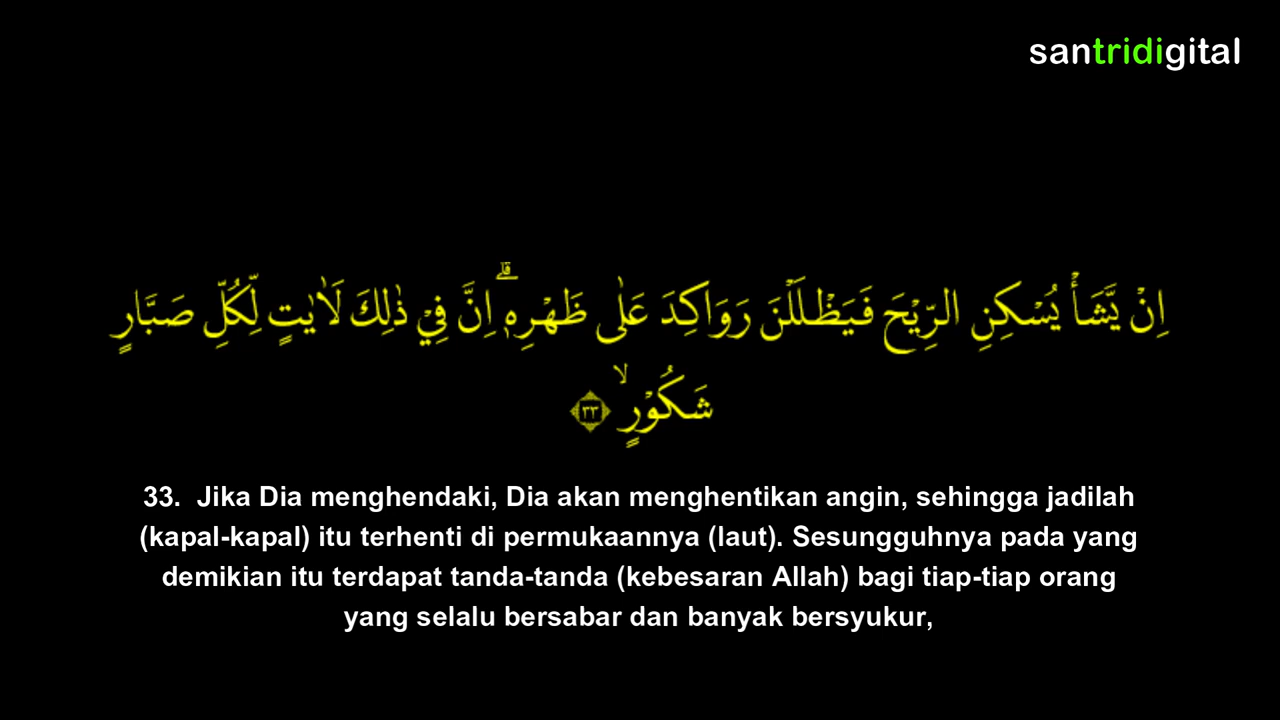 santridigital
اِنْ يَّشَأْ يُسْكِنِ الرِّيْحَ فَيَظْلَلْنَ رَوَاكِدَ عَلٰى ظَهْرِهٖۗ اِنَّ فِيْ ذٰلِكَ لَاٰيٰتٍ لِّكُلِّ صَبَّارٍ
شَكُوْرٍۙ ٣٣
33. Jika Dia menghendaki, Dia akan menghentikan angin, sehingga jadilah
(kapal-kapal) itu terhenti di permukaannya (laut). Sesungguhnya pada yang
demikian itu terdapat tanda-tanda (kebesaran Allah) bagi tiap-tiap orang
yang selalu bersabar dan banyak bersyukur,